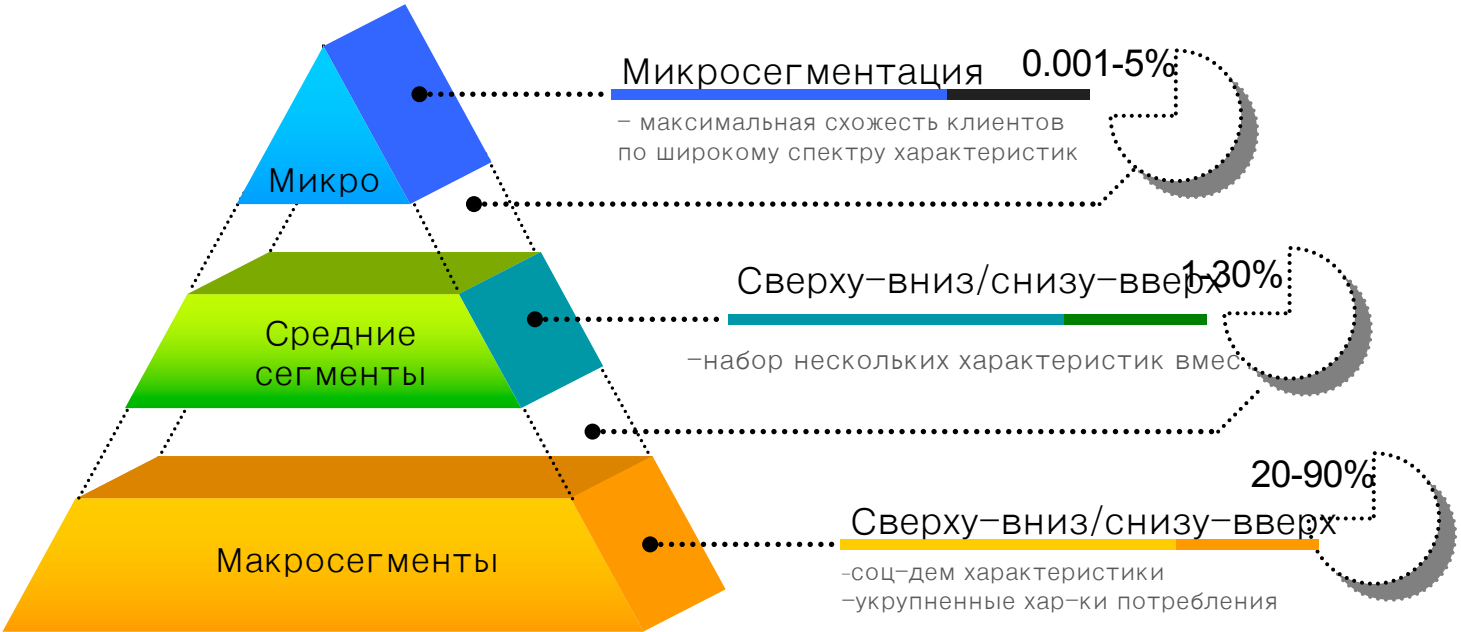 Микросегментация
0.001-5%
- максимальная схожесть клиентов
по широкому спектру характеристик
Микро
Сверху-вниз/снизу-вверх
1-30%
Средние
сегменты
-набор нескольких характеристик
20-90%
Сверху-вниз/снизу-вверх
Макросегменты
-соц-дем характеристики
-укрупненные хар-ки потребления